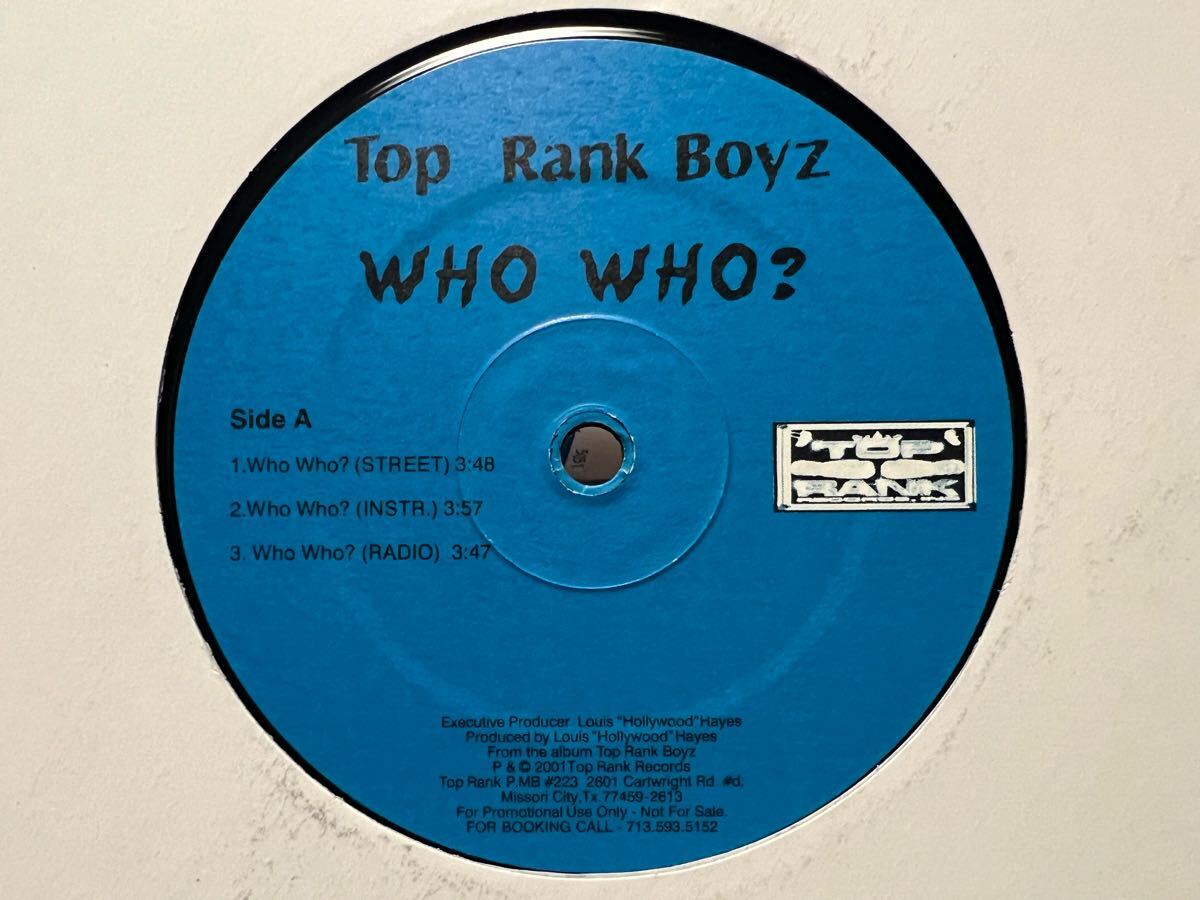 Top Rank Boyz
WHO WHO?
Side A
1.Who Who? (STREET) 3:48
2.Who Who? (INSTR.) 3:57
3. Who Who? (RADIO) 3:47
"TOP
RANK
RECORDS, INC
Executive Producer Louis "Hollywood"Hayes
Produced by Louis "Hollywood"Hayes
From the album Top Rank Boyz
P & © 2001Top Rank Records
Top Rank P.MB #223 2601 Cartwright Rd. #d.
Missori City,Tx.77459-2613
For Promotional Use Only - Not For Sale.
FOR BOOKING CALL - 713.593.5152